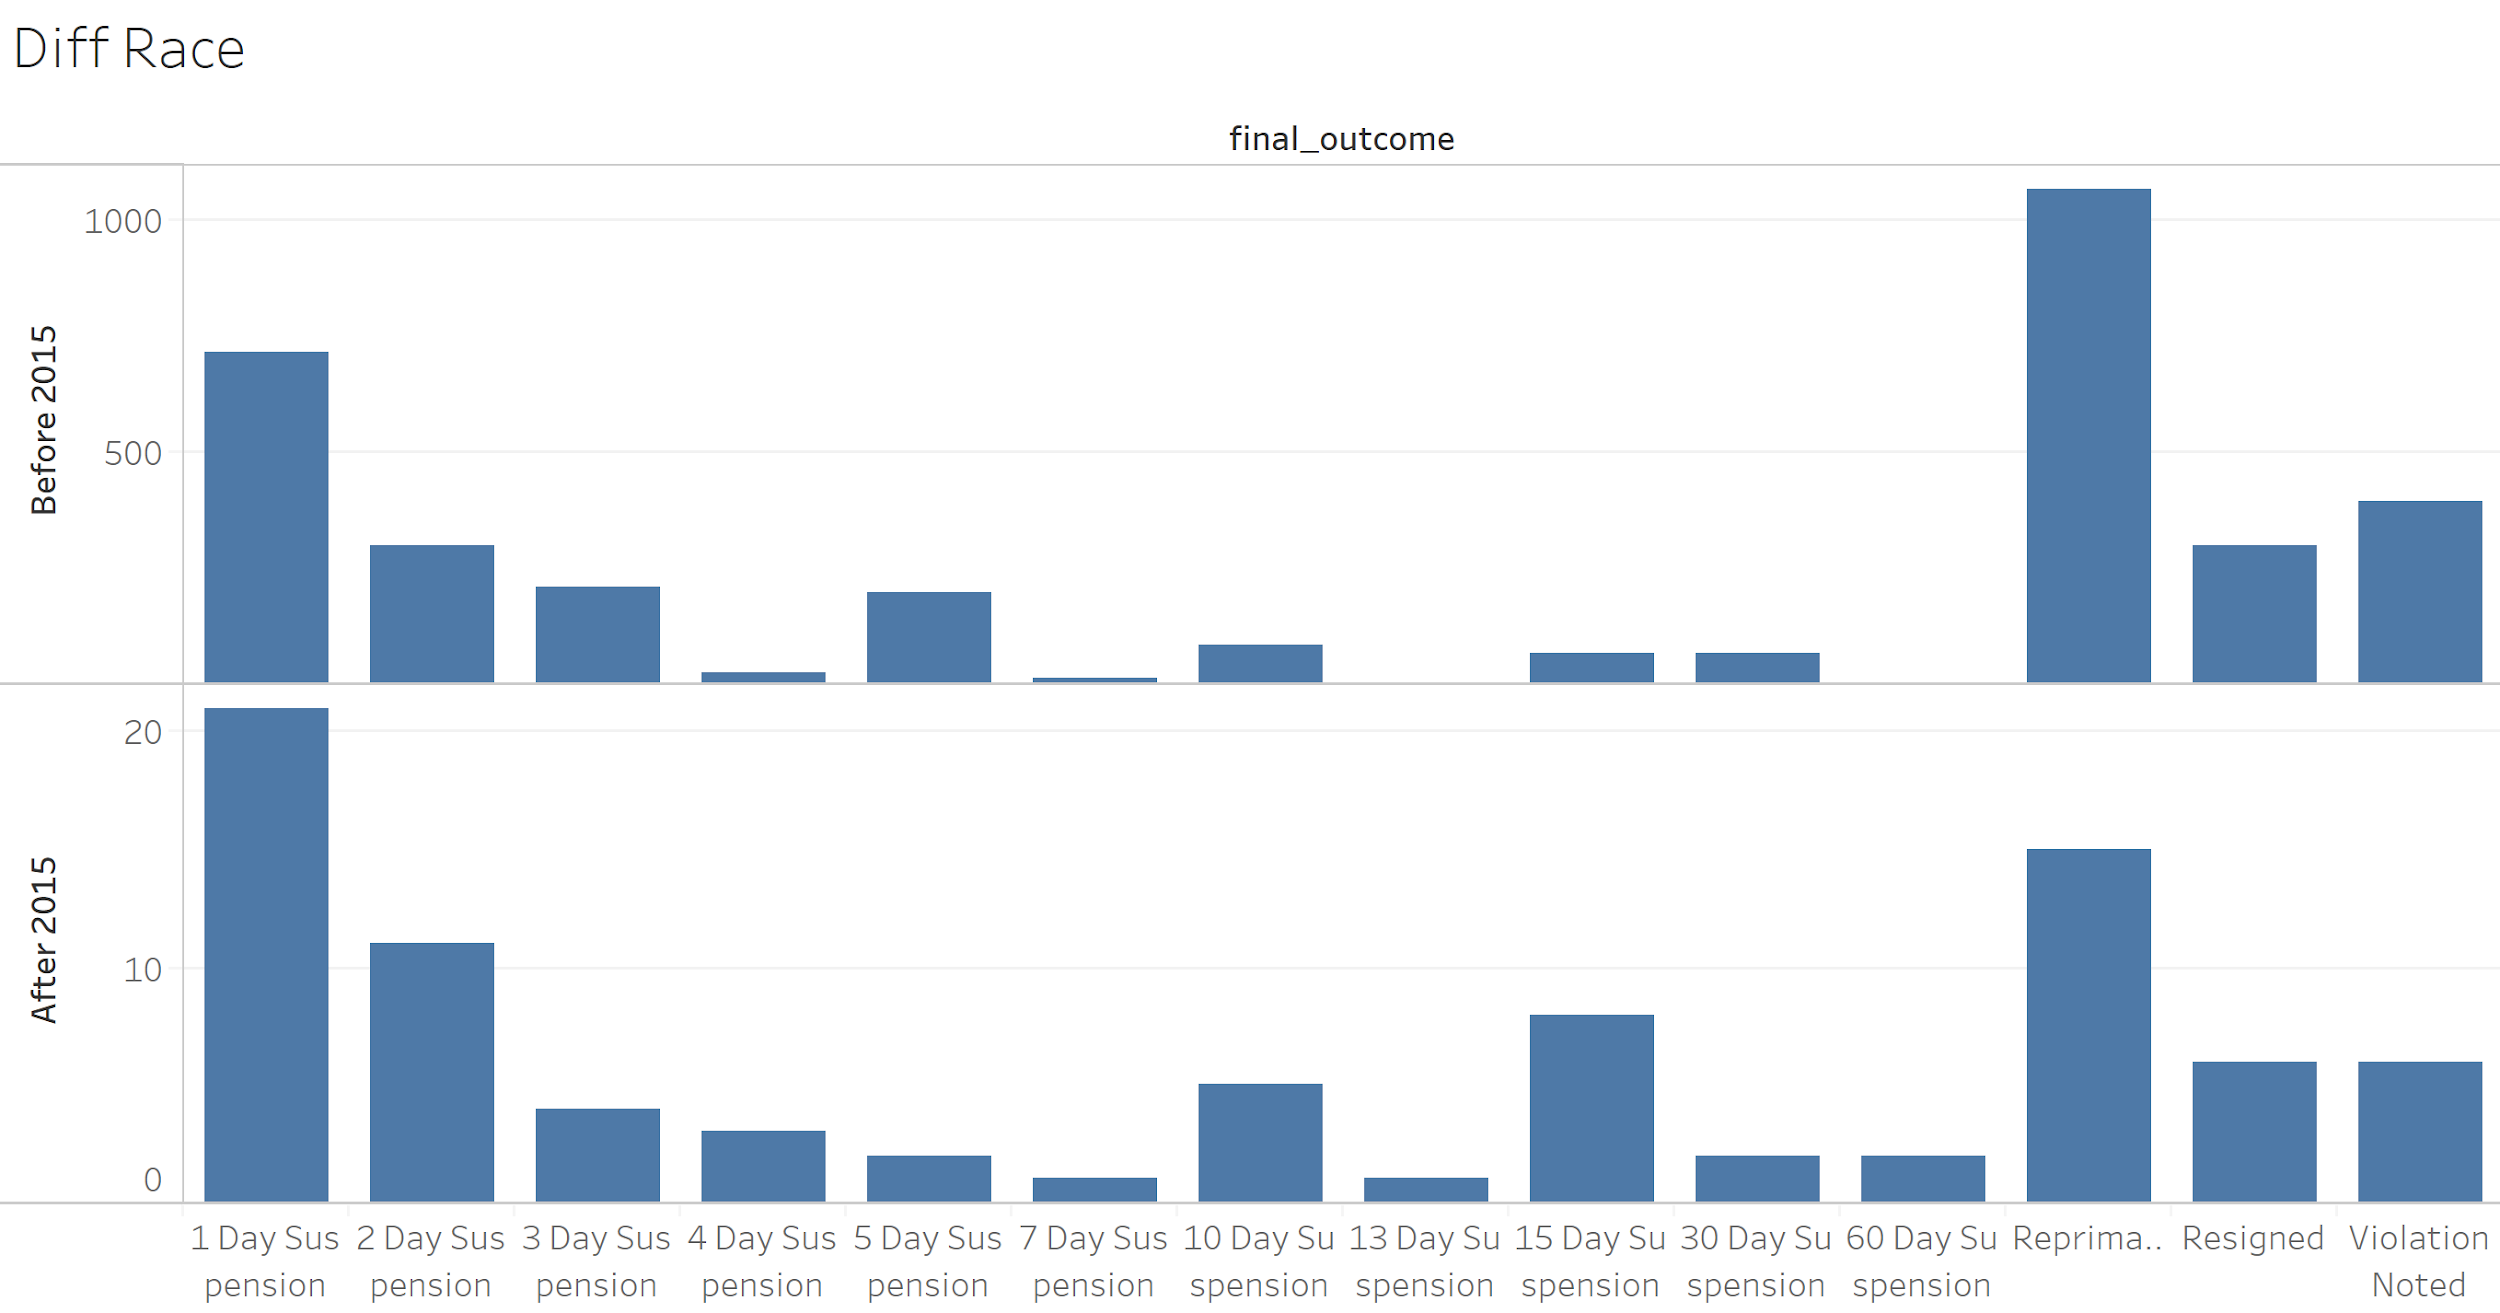 Diff Race
final_outcome
1000
500
Before 2015
20
10
0
After 2015
1 Day Sus
pension
2 Day Sus
pension
3 Day Sus
pension
4 Day Sus
pension
5 Day Sus
pension
7 Day Sus
pension
10 Day Su
spension
13 Day Su
spension
15 Day Su
spension
30 Day Su
spension
60 Day Su
spension
Reprima..
Resigned
Violation
Noted